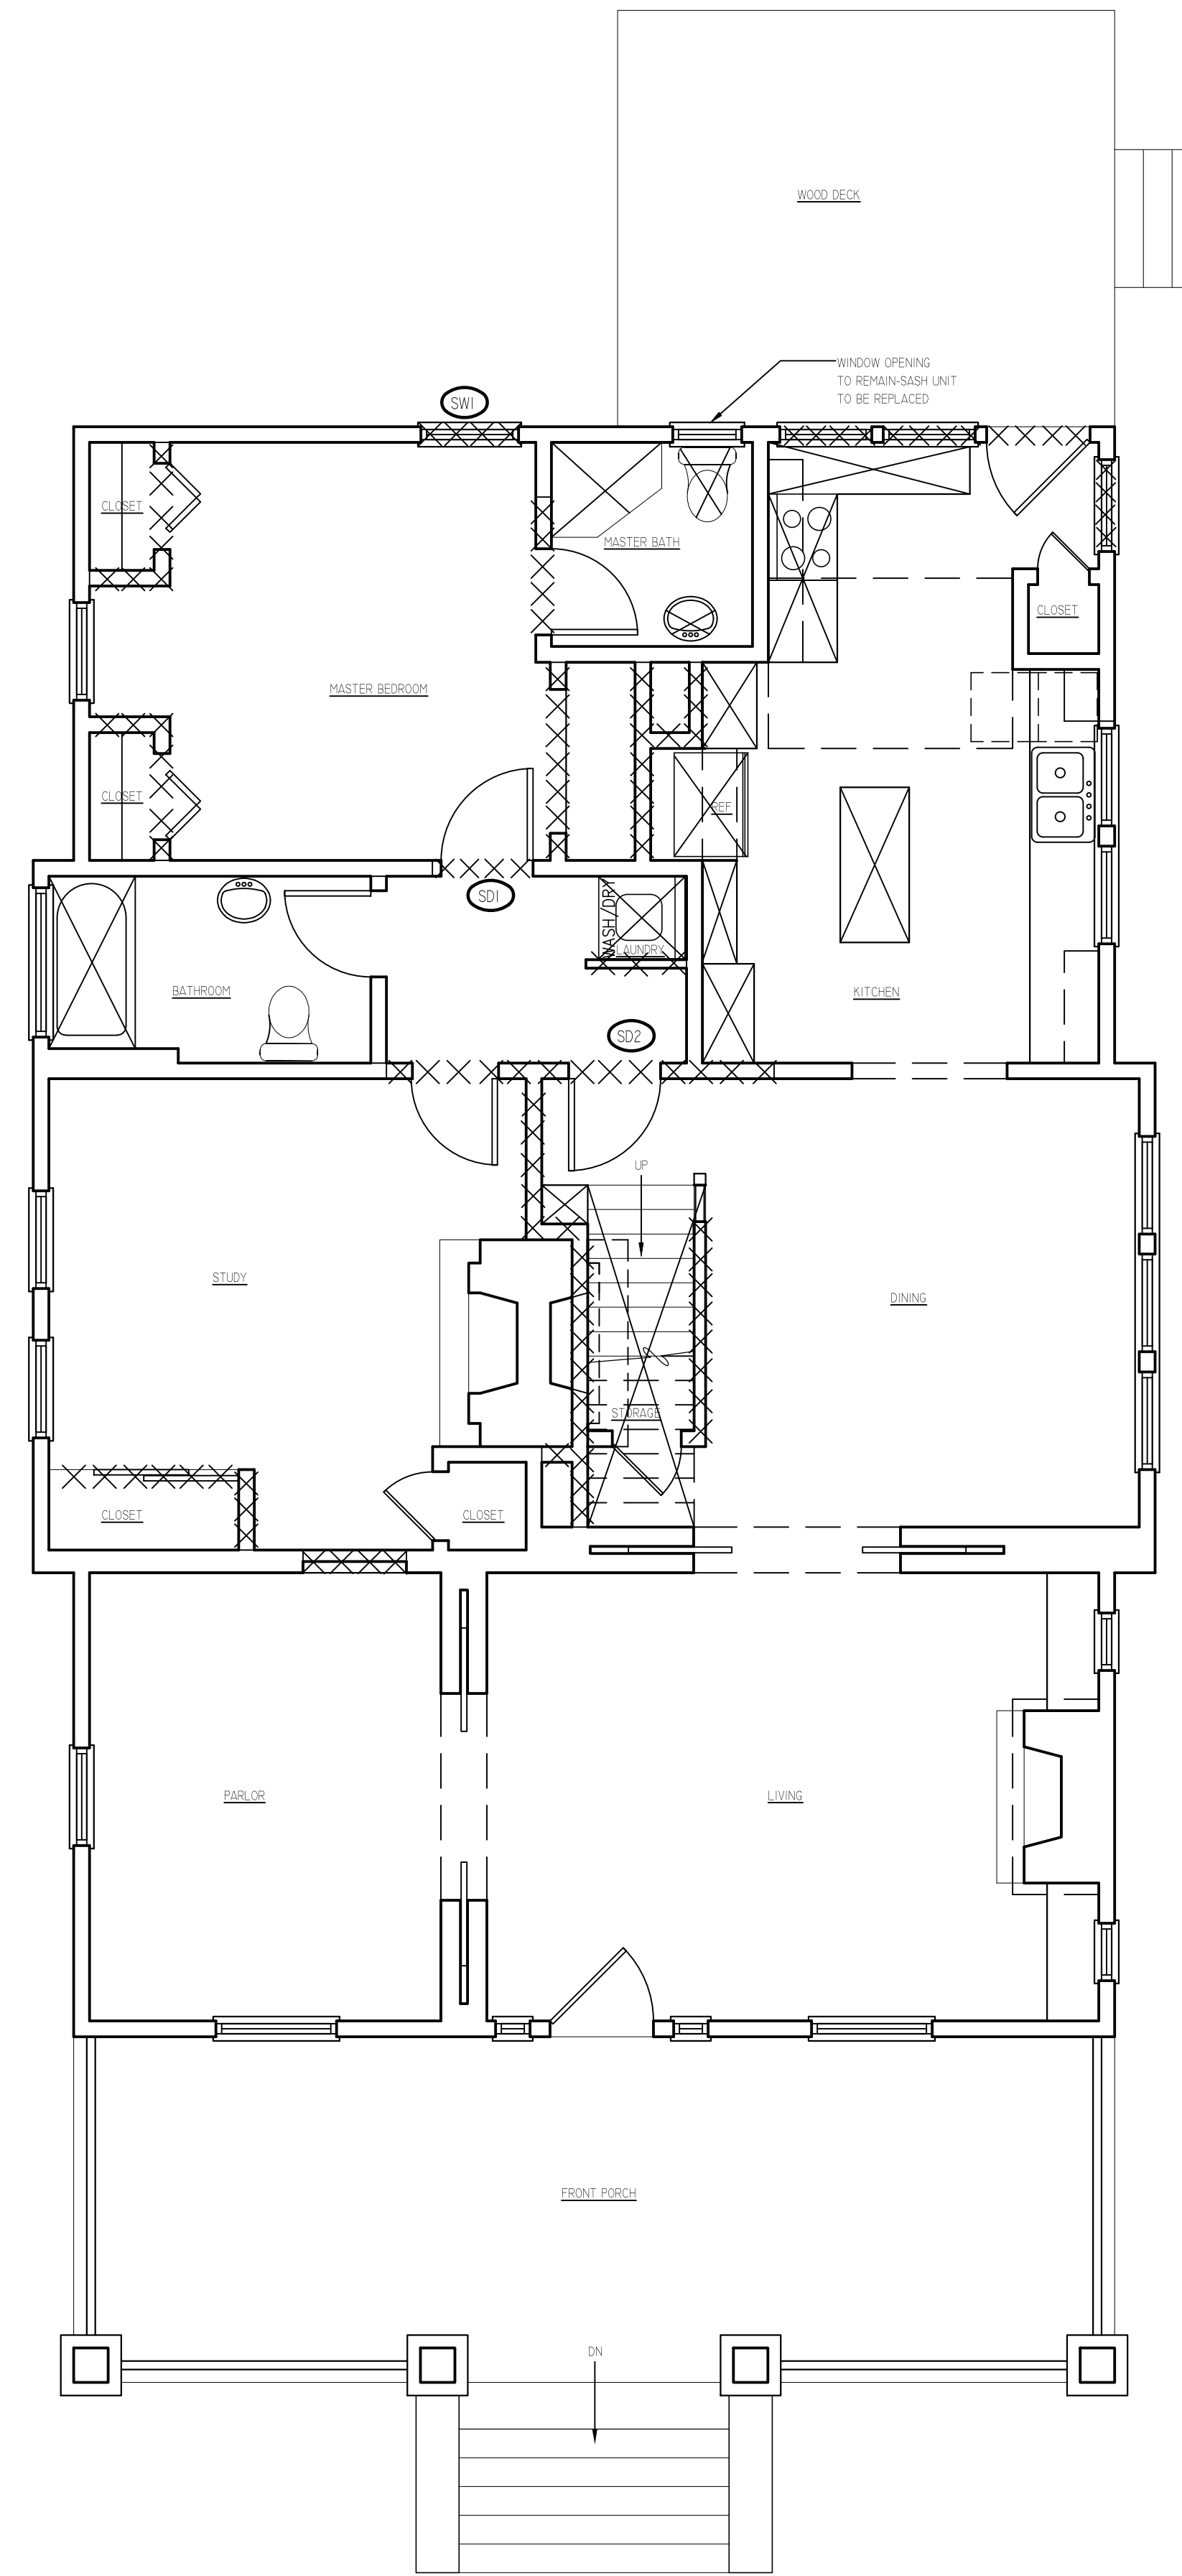 WOOD DECK
WINDOW OPENING
TO REMAIN-SASH UNIT
TO BE REPLACED
SW1
CLOSET
MASTER BATH
CLOSET
MASTER BEDROOM
CLOSET
REF
SD1
WASH/DRY
LAUNDRY
BATHROOM
KITCHEN
SD2
UP
STUDY
DINING
STORAGE
CLOSET
CLOSET
PARLOR
LIVING
FRONT PORCH
DN